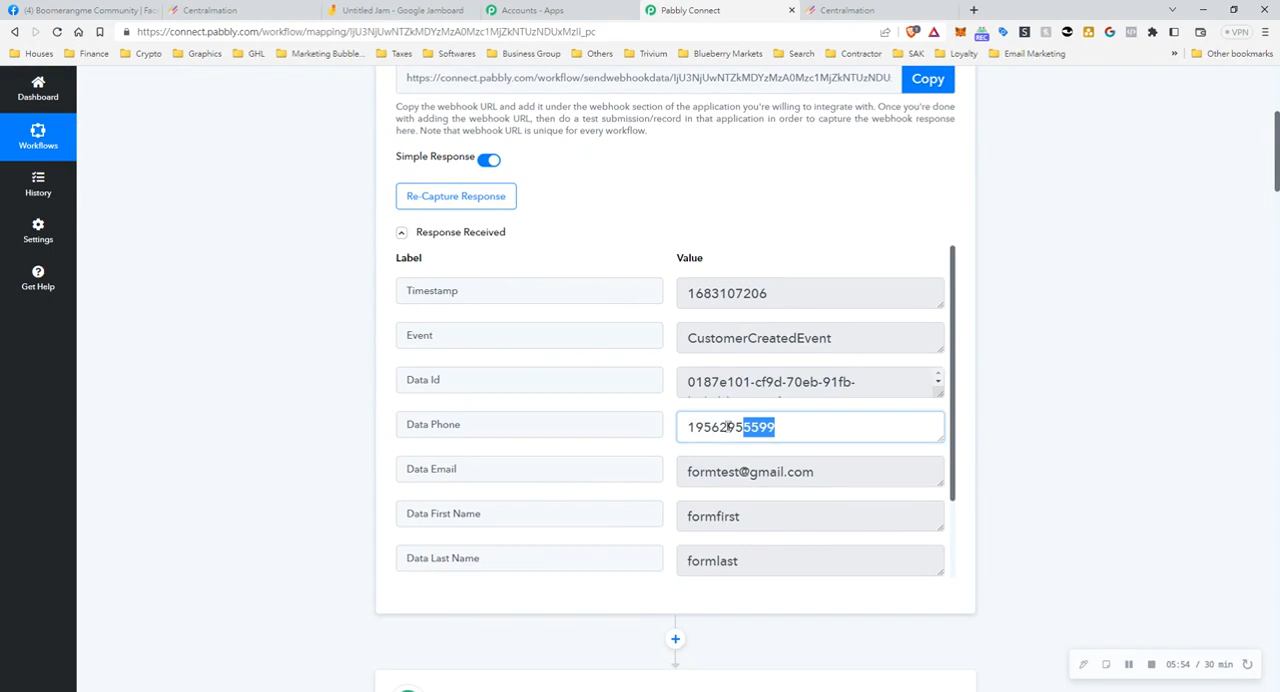 (4) Boomerangme Community | Fac
Centralmation
Untitled Jam - Google Jamboard
Accounts - Apps
Pabbly Connect
Centralmation
https://connect.pabbly.com/workflow/mapping/IjU3NjUwNTZkMDYzMzA0Mzc1MjZkNTUzNDUxMzIi_pc
VPN
Houses
Finance
Crypto
Graphics
GHL
Marketing Bubble...
Softwares
Taxes
Business Group
Others
Trivium
Blueberry Markets
Search
Contractor
SAK
Loyalty
Email Marketing
Other bookmarks
Dashboard
Workflows
History
Settings
Get Help
https://connect.pabbly.com/workflow/sendwebhookdata/IjU3NjUwNTZkMDYzMzA0Mzc1MjZkNTUzNDU
Copy
Copy the webhook URL and add it under the webhook section of the application you're willing to integrate with. Once you're done
with adding the webhook URL, then do a test submission/record in that application in order to capture the webhook response
here. Note that webhook URL is unique for every workflow.
Simple Response
Re-Capture Response
Response Received
Label
Value
Timestamp
1683107206
Event
CustomerCreatedEvent
Data Id
0187e101-cf9d-70eb-91fb-
Data Phone
19562955599
Data Email
formtest@gmail.com
Data First Name
formfirst
Data Last Name
formlast
05:54 / 30 min